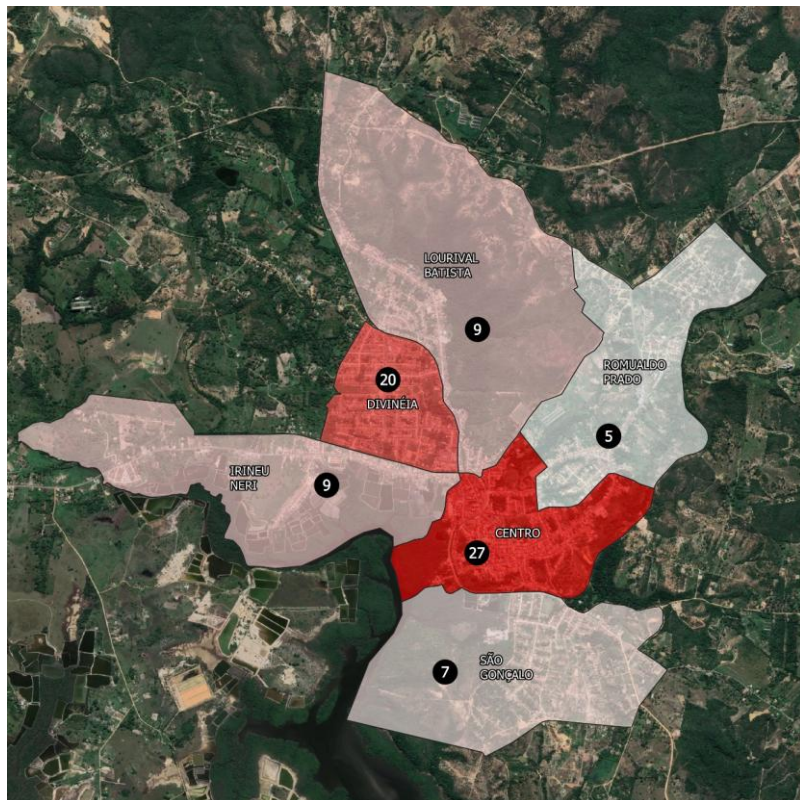 LOURIVAL
BATISTA
9
ROMUALDO
PRADO
20
DIVINÉIA
5
IRINEU
NERI
9
CENTRO
27
SÃO
GONÇALO
7